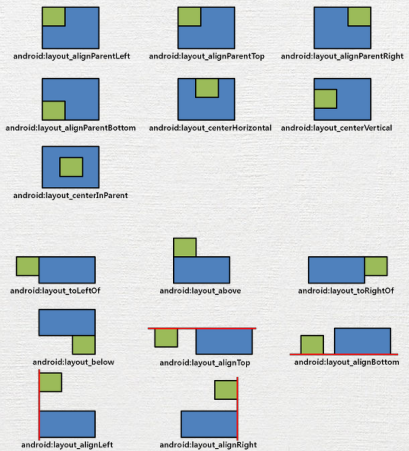 android:layout_alignParentLeft
android:layout_alignParentTop
android:layout_alignParentRight
android:layout_alignParentBottom
android:layout_centerHorizontal
android:layout_centerVertical
android:layout_centerInParent
android:layout_toLeftOf
android:layout_above
android:layout_toRightOf
android:layout_below
android:layout_alignTop
android:layout_alignBottom
android:layout_alignLeft
android:layout_alignRight